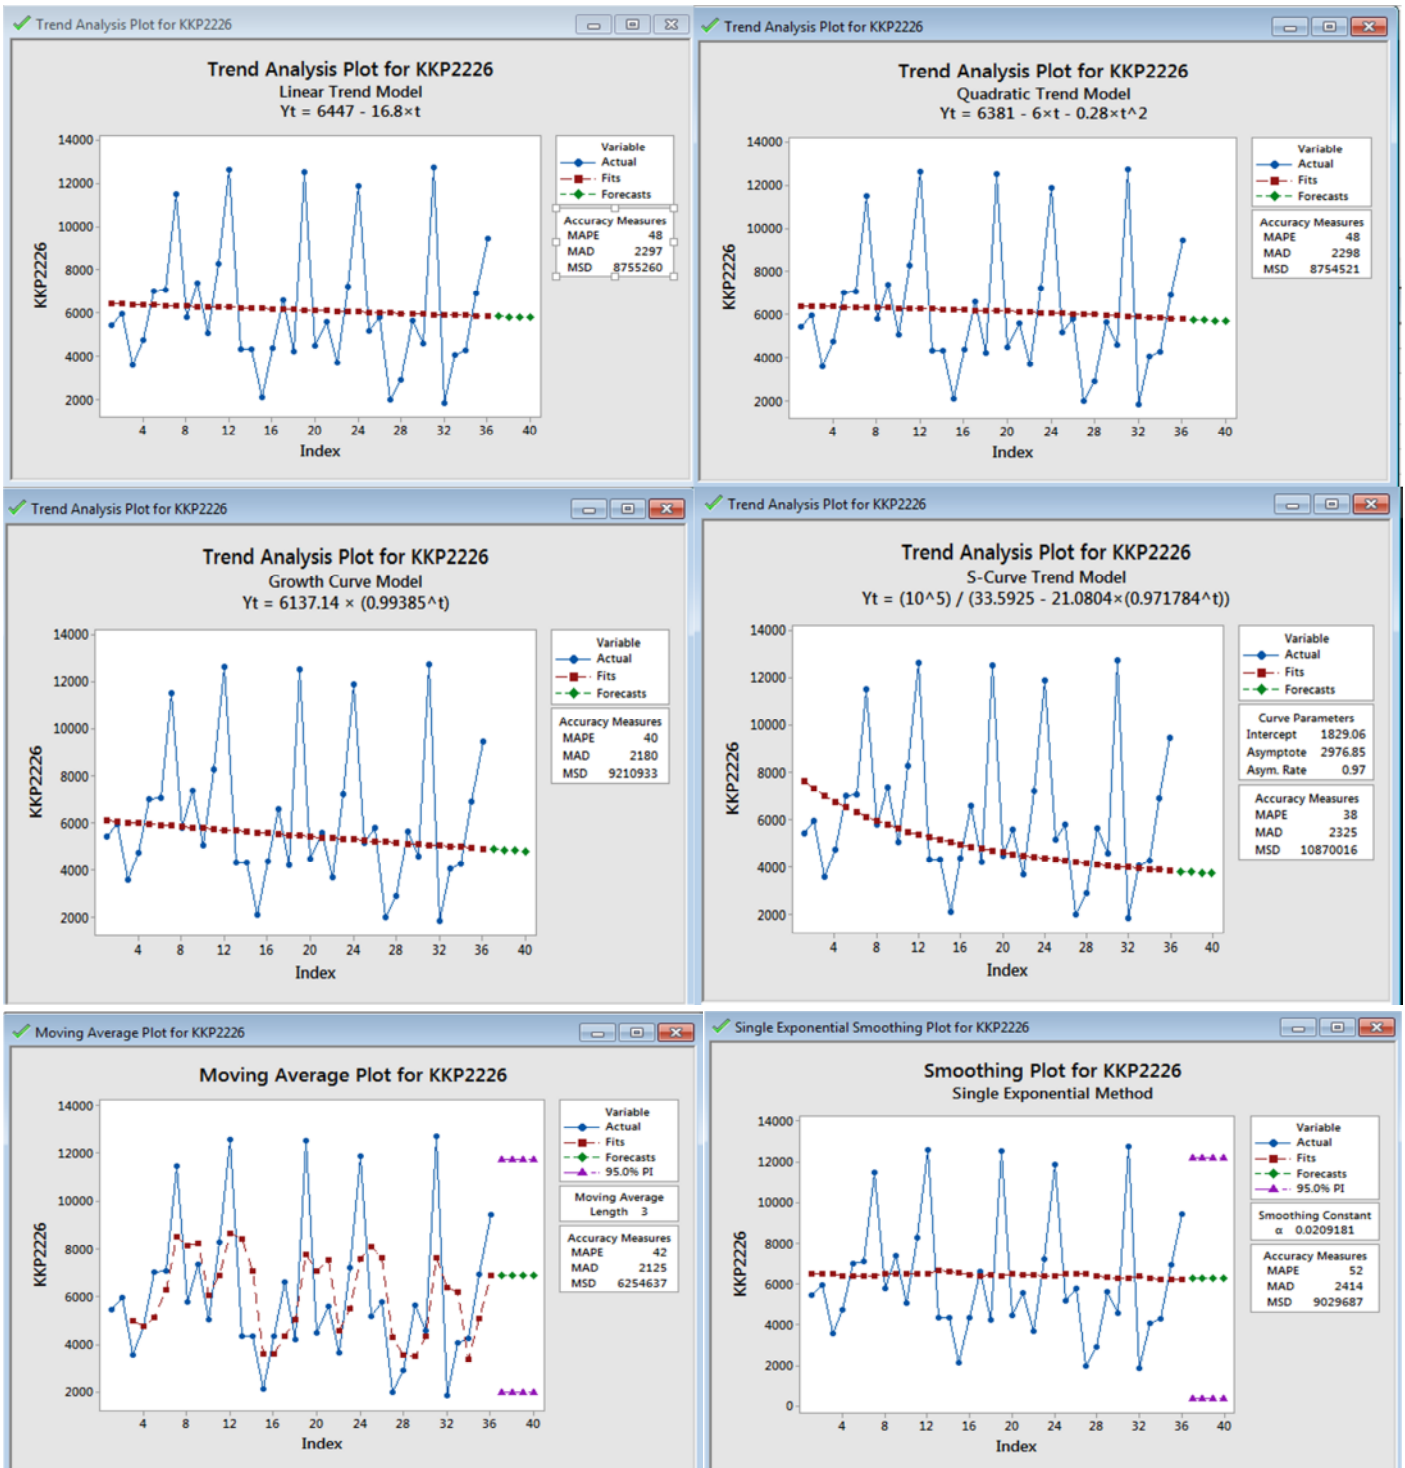 Trend Analysis Plot for KKP2226
Trend Analysis Plot for KKP2226
Linear Trend Model
Yt = 6447 - 16.8×t
14000
12000
10000
8000
6000
4000
2000
KKP2226
4 8 12 16 20 24 28 32 36 40
Index
Variable
Actual
Fits
Forecasts
Accuracy Measures
MAPE 48
MAD 2297
MSD 8755260
Trend Analysis Plot for KKP2226
Trend Analysis Plot for KKP2226
Quadratic Trend Model
Yt = 6381 - 6×t - 0.28×t^2
14000
12000
10000
8000
6000
4000
2000
KKP2226
4 8 12 16 20 24 28 32 36 40
Index
Variable
Actual
Fits
Forecasts
Accuracy Measures
MAPE 48
MAD 2298
MSD 8754521
Trend Analysis Plot for KKP2226
Trend Analysis Plot for KKP2226
Growth Curve Model
Yt = 6137.14 × (0.99385^t)
14000
12000
10000
8000
6000
4000
2000
KKP2226
4 8 12 16 20 24 28 32 36 40
Index
Variable
Actual
Fits
Forecasts
Accuracy Measures
MAPE 40
MAD 2180
MSD 9210933
Trend Analysis Plot for KKP2226
Trend Analysis Plot for KKP2226
S-Curve Trend Model
Yt = (10^5) / (33.5925 - 21.0804×(0.971784^t))
14000
12000
10000
8000
6000
4000
2000
KKP2226
4 8 12 16 20 24 28 32 36 40
Index
Variable
Actual
Fits
Forecasts
Curve Parameters
Intercept 1829.06
Asymptote 2976.85
Asym. Rate 0.97
Accuracy Measures
MAPE 38
MAD 2325
MSD 10870016
Moving Average Plot for KKP2226
Moving Average Plot for KKP2226
14000
12000
10000
8000
6000
4000
2000
KKP2226
4 8 12 16 20 24 28 32 36 40
Index
Variable
Actual
Fits
Forecasts
95.0% PI
Moving Average
Length 3
Accuracy Measures
MAPE 42
MAD 2125
MSD 6254637
Single Exponential Smoothing Plot for KKP2226
Smoothing Plot for KKP2226
Single Exponential Method
14000
12000
10000
8000
6000
4000
2000
0
KKP2226
4 8 12 16 20 24 28 32 36 40
Index
Variable
Actual
Fits
Forecasts
95.0% PI
Smoothing Constant
α 0.0209181
Accuracy Measures
MAPE 52
MAD 2414
MSD 9029687